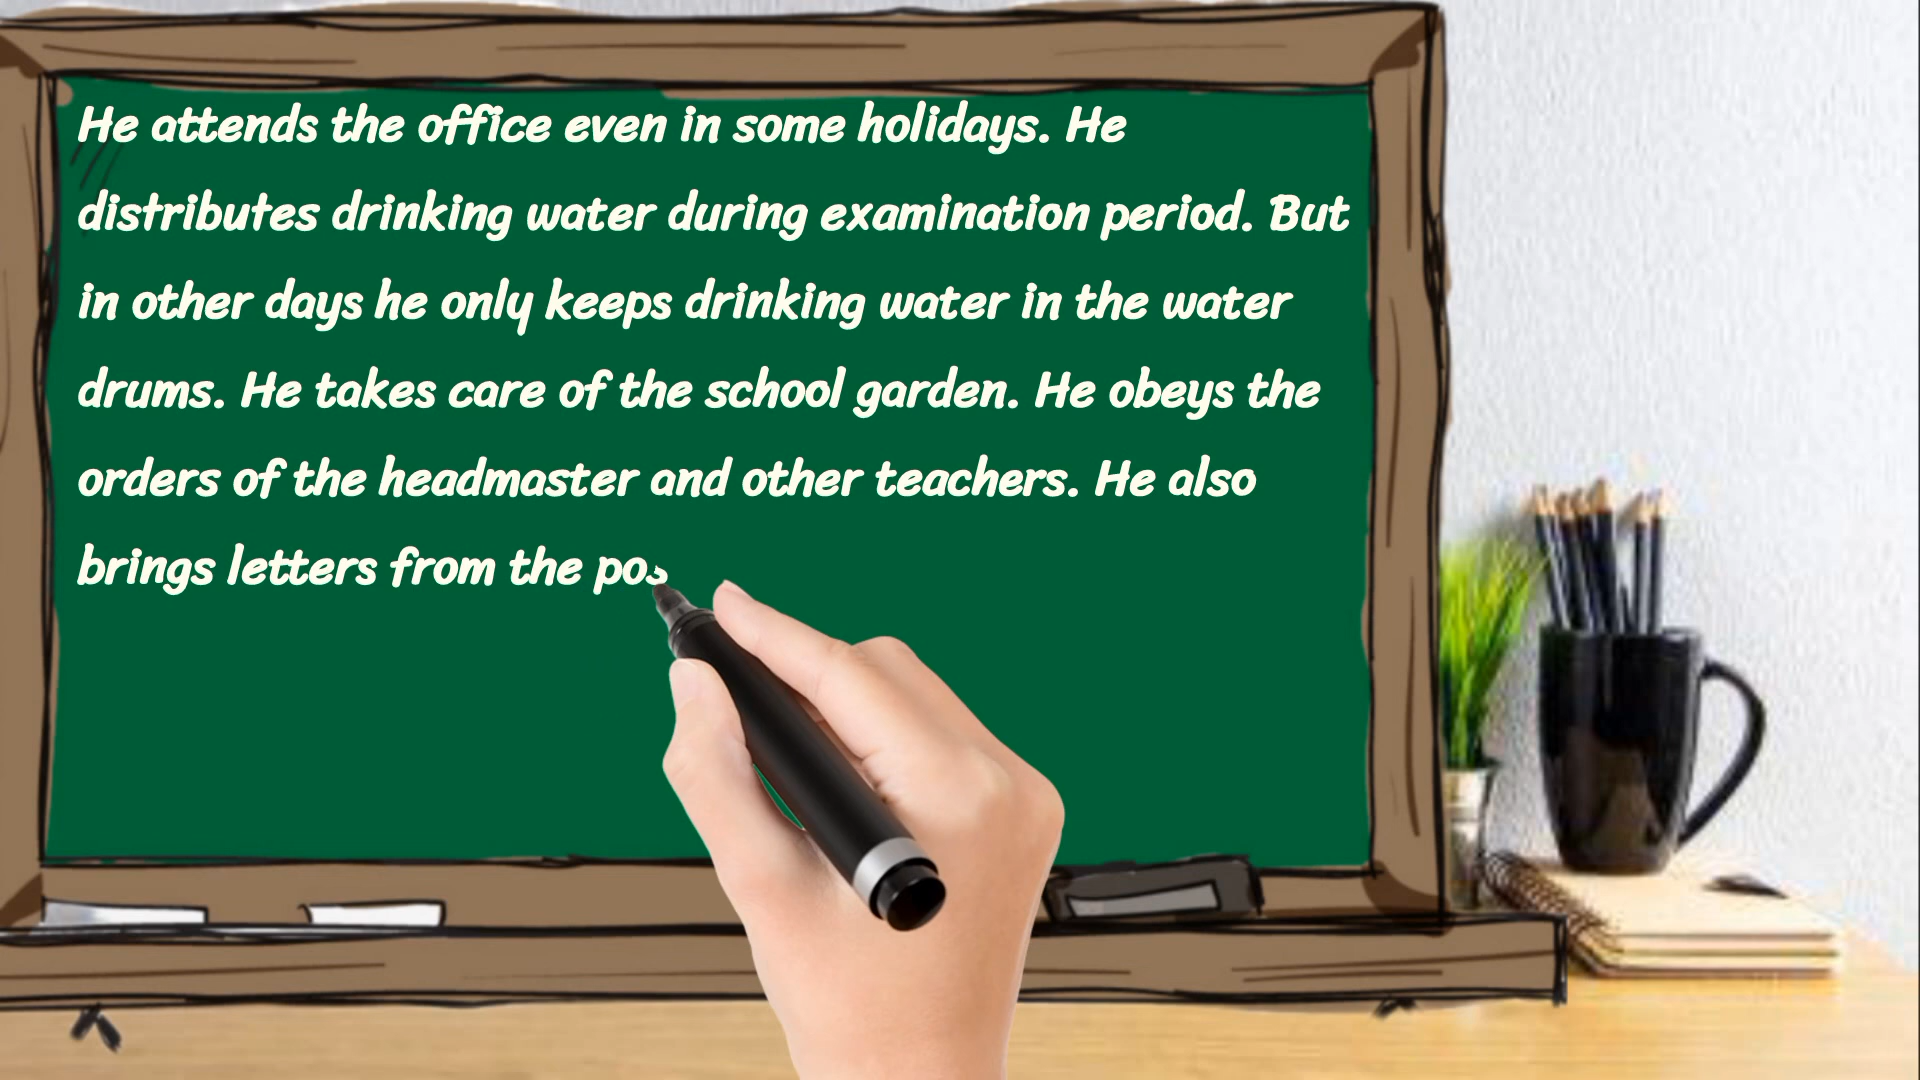 He attends the office even in some holidays. He
distributes drinking water during examination period. But
in other days he only keeps drinking water in the water
drums. He takes care of the school garden. He obeys the
orders of the headmaster and other teachers. He also
brings letters from the pos